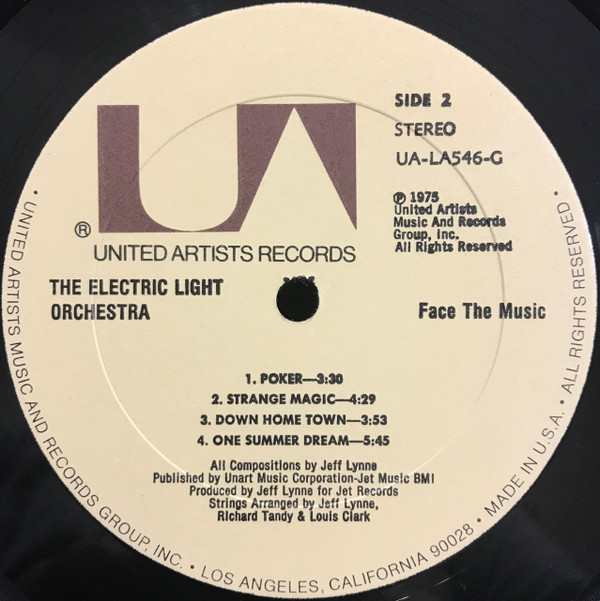 UA
®
UNITED ARTISTS RECORDS
SIDE 2
STEREO
UA-LA546-G
℗ 1975
United Artists
Music And Records
Group, Inc.
All Rights Reserved
THE ELECTRIC LIGHT
ORCHESTRA
Face The Music
1. POKER—3:30
2. STRANGE MAGIC—4:29
3. DOWN HOME TOWN—3:53
4. ONE SUMMER DREAM—5:45
All Compositions by Jeff Lynne
Published by Unart Music Corporation-Jet Music BMI
Produced by Jeff Lynne for Jet Records
Strings Arranged by Jeff Lynne,
Richard Tandy & Louis Clark
• UNITED ARTISTS MUSIC AND RECORDS GROUP, INC. • LOS ANGELES, CALIFORNIA 90028 • MADE IN U.S.A. • ALL RIGHTS RESERVED •